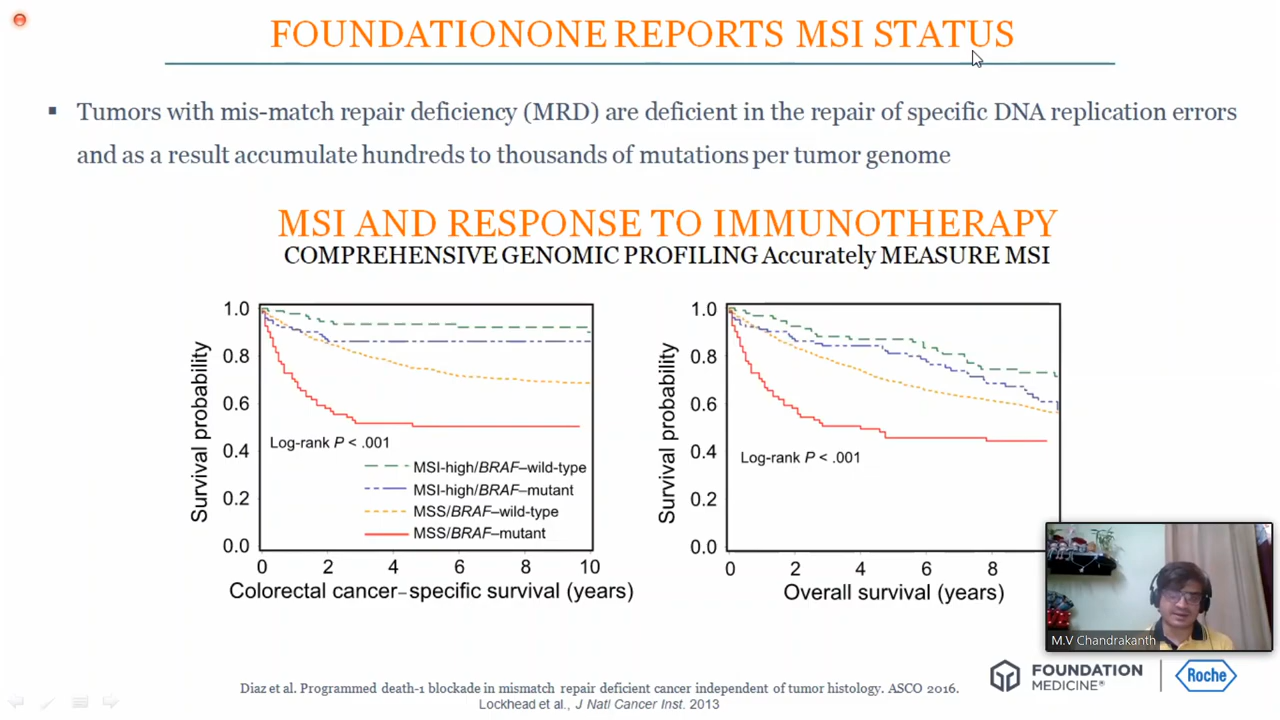 FOUNDATIONONE REPORTS MSI STATUS
▪ Tumors with mis-match repair deficiency (MRD) are deficient in the repair of specific DNA replication errors
and as a result accumulate hundreds to thousands of mutations per tumor genome
MSI AND RESPONSE TO IMMUNOTHERAPY
COMPREHENSIVE GENOMIC PROFILING Accurately MEASURE MSI
Survival probability
1.0
0.8
0.6
0.4
0.2
0.0
Log-rank P < .001
MSI-high/BRAF–wild-type
MSI-high/BRAF–mutant
MSS/BRAF–wild-type
MSS/BRAF–mutant
0 2 4 6 8 10
Colorectal cancer–specific survival (years)
Survival probability
1.0
0.8
0.6
0.4
0.2
0.0
Log-rank P < .001
0 2 4 6 8
Overall survival (years)
M.V Chandrakanth
FOUNDATION
MEDICINE®
Roche
Diaz et al. Programmed death-1 blockade in mismatch repair deficient cancer independent of tumor histology. ASCO 2016.
Lockhead et al., J Natl Cancer Inst. 2013